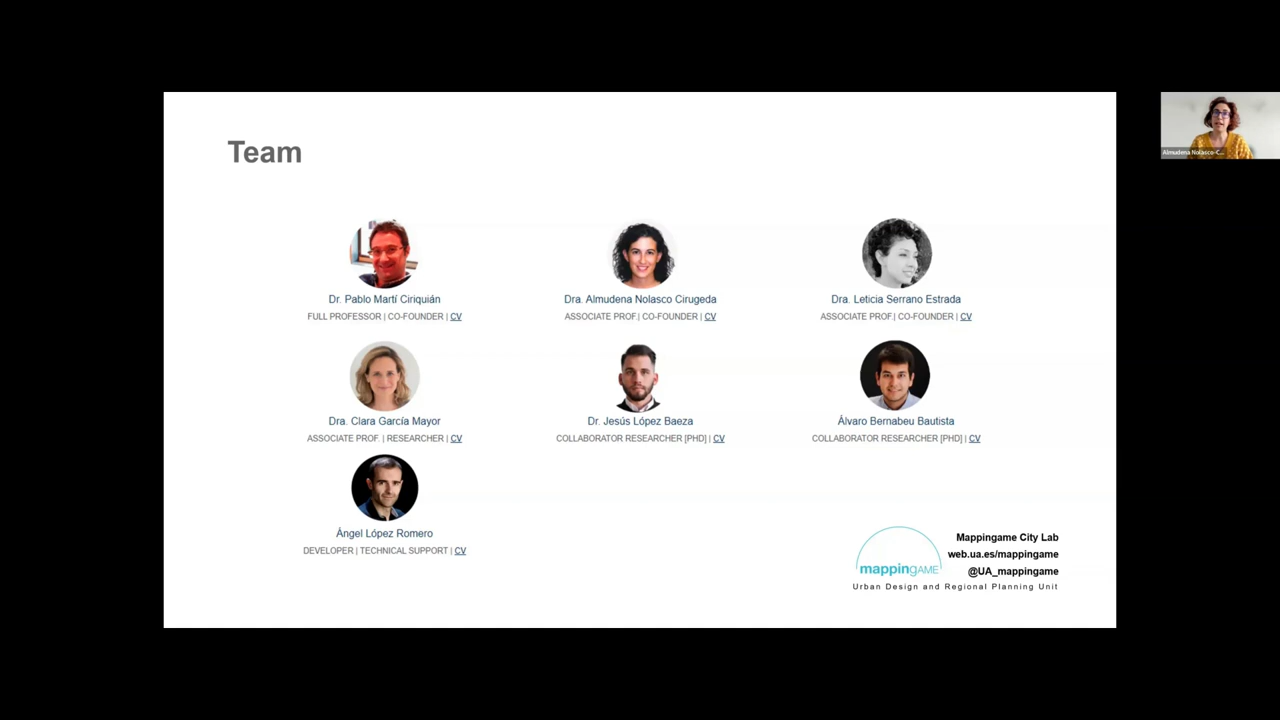 Team
Dr. Pablo Martí Ciriquián
FULL PROFESSOR | CO-FOUNDER | CV
Dra. Almudena Nolasco Cirugeda
ASSOCIATE PROF.| CO-FOUNDER | CV
Dra. Leticia Serrano Estrada
ASSOCIATE PROF.| CO-FOUNDER | CV
Dra. Clara García Mayor
ASSOCIATE PROF. | RESEARCHER | CV
Dr. Jesús López Baeza
COLLABORATOR RESEARCHER [PHD] | CV
Álvaro Bernabeu Bautista
COLLABORATOR RESEARCHER [PHD] | CV
Ángel López Romero
DEVELOPER | TECHNICAL SUPPORT | CV
mappinGAME
Mappingame City Lab
web.ua.es/mappingame
@UA_mappingame
Urban Design and Regional Planning Unit
Almudena Nolasco-C...